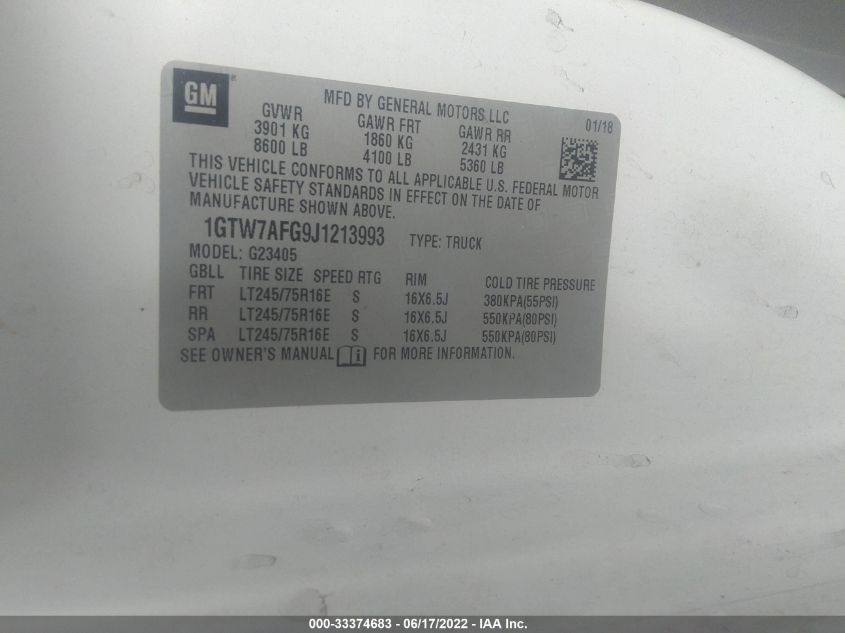 GM
MFD BY GENERAL MOTORS LLC
01/18
GVWR GAWR FRT GAWR RR
3901 KG 1860 KG 2431 KG
8600 LB 4100 LB 5360 LB
THIS VEHICLE CONFORMS TO ALL APPLICABLE U.S. FEDERAL MOTOR
VEHICLE SAFETY STANDARDS IN EFFECT ON THE DATE OF
MANUFACTURE SHOWN ABOVE.
1GTW7AFG9J1213993 TYPE: TRUCK
MODEL: G23405
GBLL TIRE SIZE SPEED RTG RIM COLD TIRE PRESSURE
FRT LT245/75R16E S 16X6.5J 380KPA(55PSI)
RR LT245/75R16E S 16X6.5J 550KPA(80PSI)
SPA LT245/75R16E S 16X6.5J 550KPA(80PSI)
SEE OWNER'S MANUAL i FOR MORE INFORMATION.
000-33374683 - 06/17/2022 - IAA Inc.